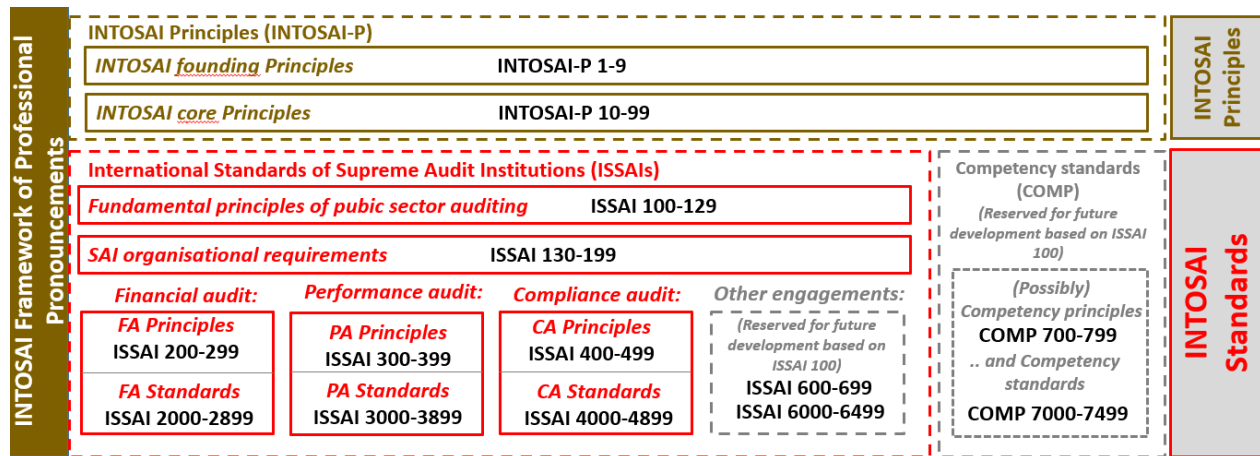 INTOSAI Framework of Professional
Pronouncements
INTOSAI Principles (INTOSAI-P)
INTOSAI founding Principles INTOSAI-P 1-9
INTOSAI core Principles INTOSAI-P 10-99
INTOSAI
Principles
International Standards of Supreme Audit Institutions (ISSAIs)
Fundamental principles of pubic sector auditing ISSAI 100-129
SAI organisational requirements ISSAI 130-199
Financial audit:
FA Principles
ISSAI 200-299
FA Standards
ISSAI 2000-2899
Performance audit:
PA Principles
ISSAI 300-399
PA Standards
ISSAI 3000-3899
Compliance audit:
CA Principles
ISSAI 400-499
CA Standards
ISSAI 4000-4899
Other engagements:
(Reserved for future
development based on
ISSAI 100)
ISSAI 600-699
ISSAI 6000-6499
Competency standards
(COMP)
(Reserved for future
development based on ISSAI
100)
(Possibly)
Competency principles
COMP 700-799
.. and Competency
standards
COMP 7000-7499
INTOSAI
Standards